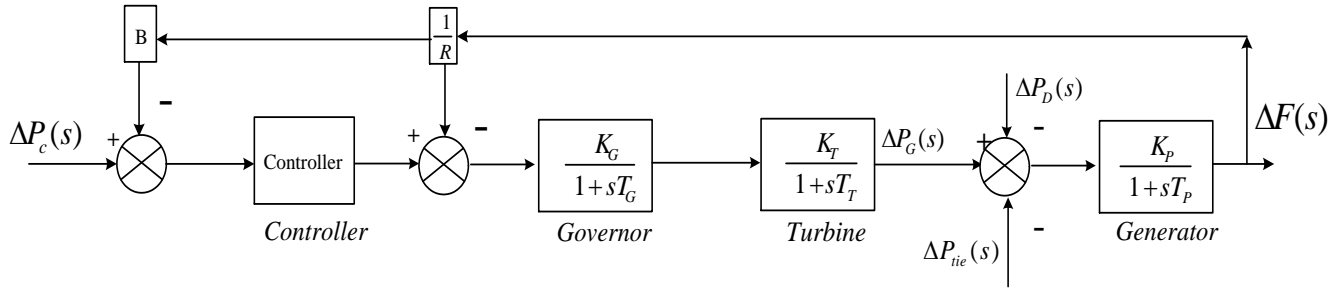 B
1
R
-
-
ΔP_D(s)
ΔP_c(s)
+
+
-
+
-
ΔP_G(s)
ΔF(s)
Controller
K_G
1+sT_G
K_T
1+sT_T
K_P
1+sT_P
Controller
Governor
Turbine
-
Generator
ΔP_tie(s)